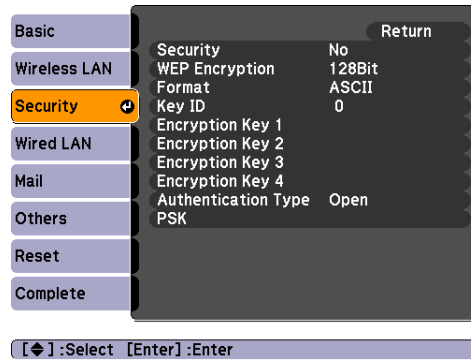 Basic
Wireless LAN
Security
Wired LAN
Mail
Others
Reset
Complete
Return
Security No
WEP Encryption 128Bit
Format ASCII
Key ID 0
Encryption Key 1
Encryption Key 2
Encryption Key 3
Encryption Key 4
Authentication Type Open
PSK
[◆] :Select [Enter] :Enter